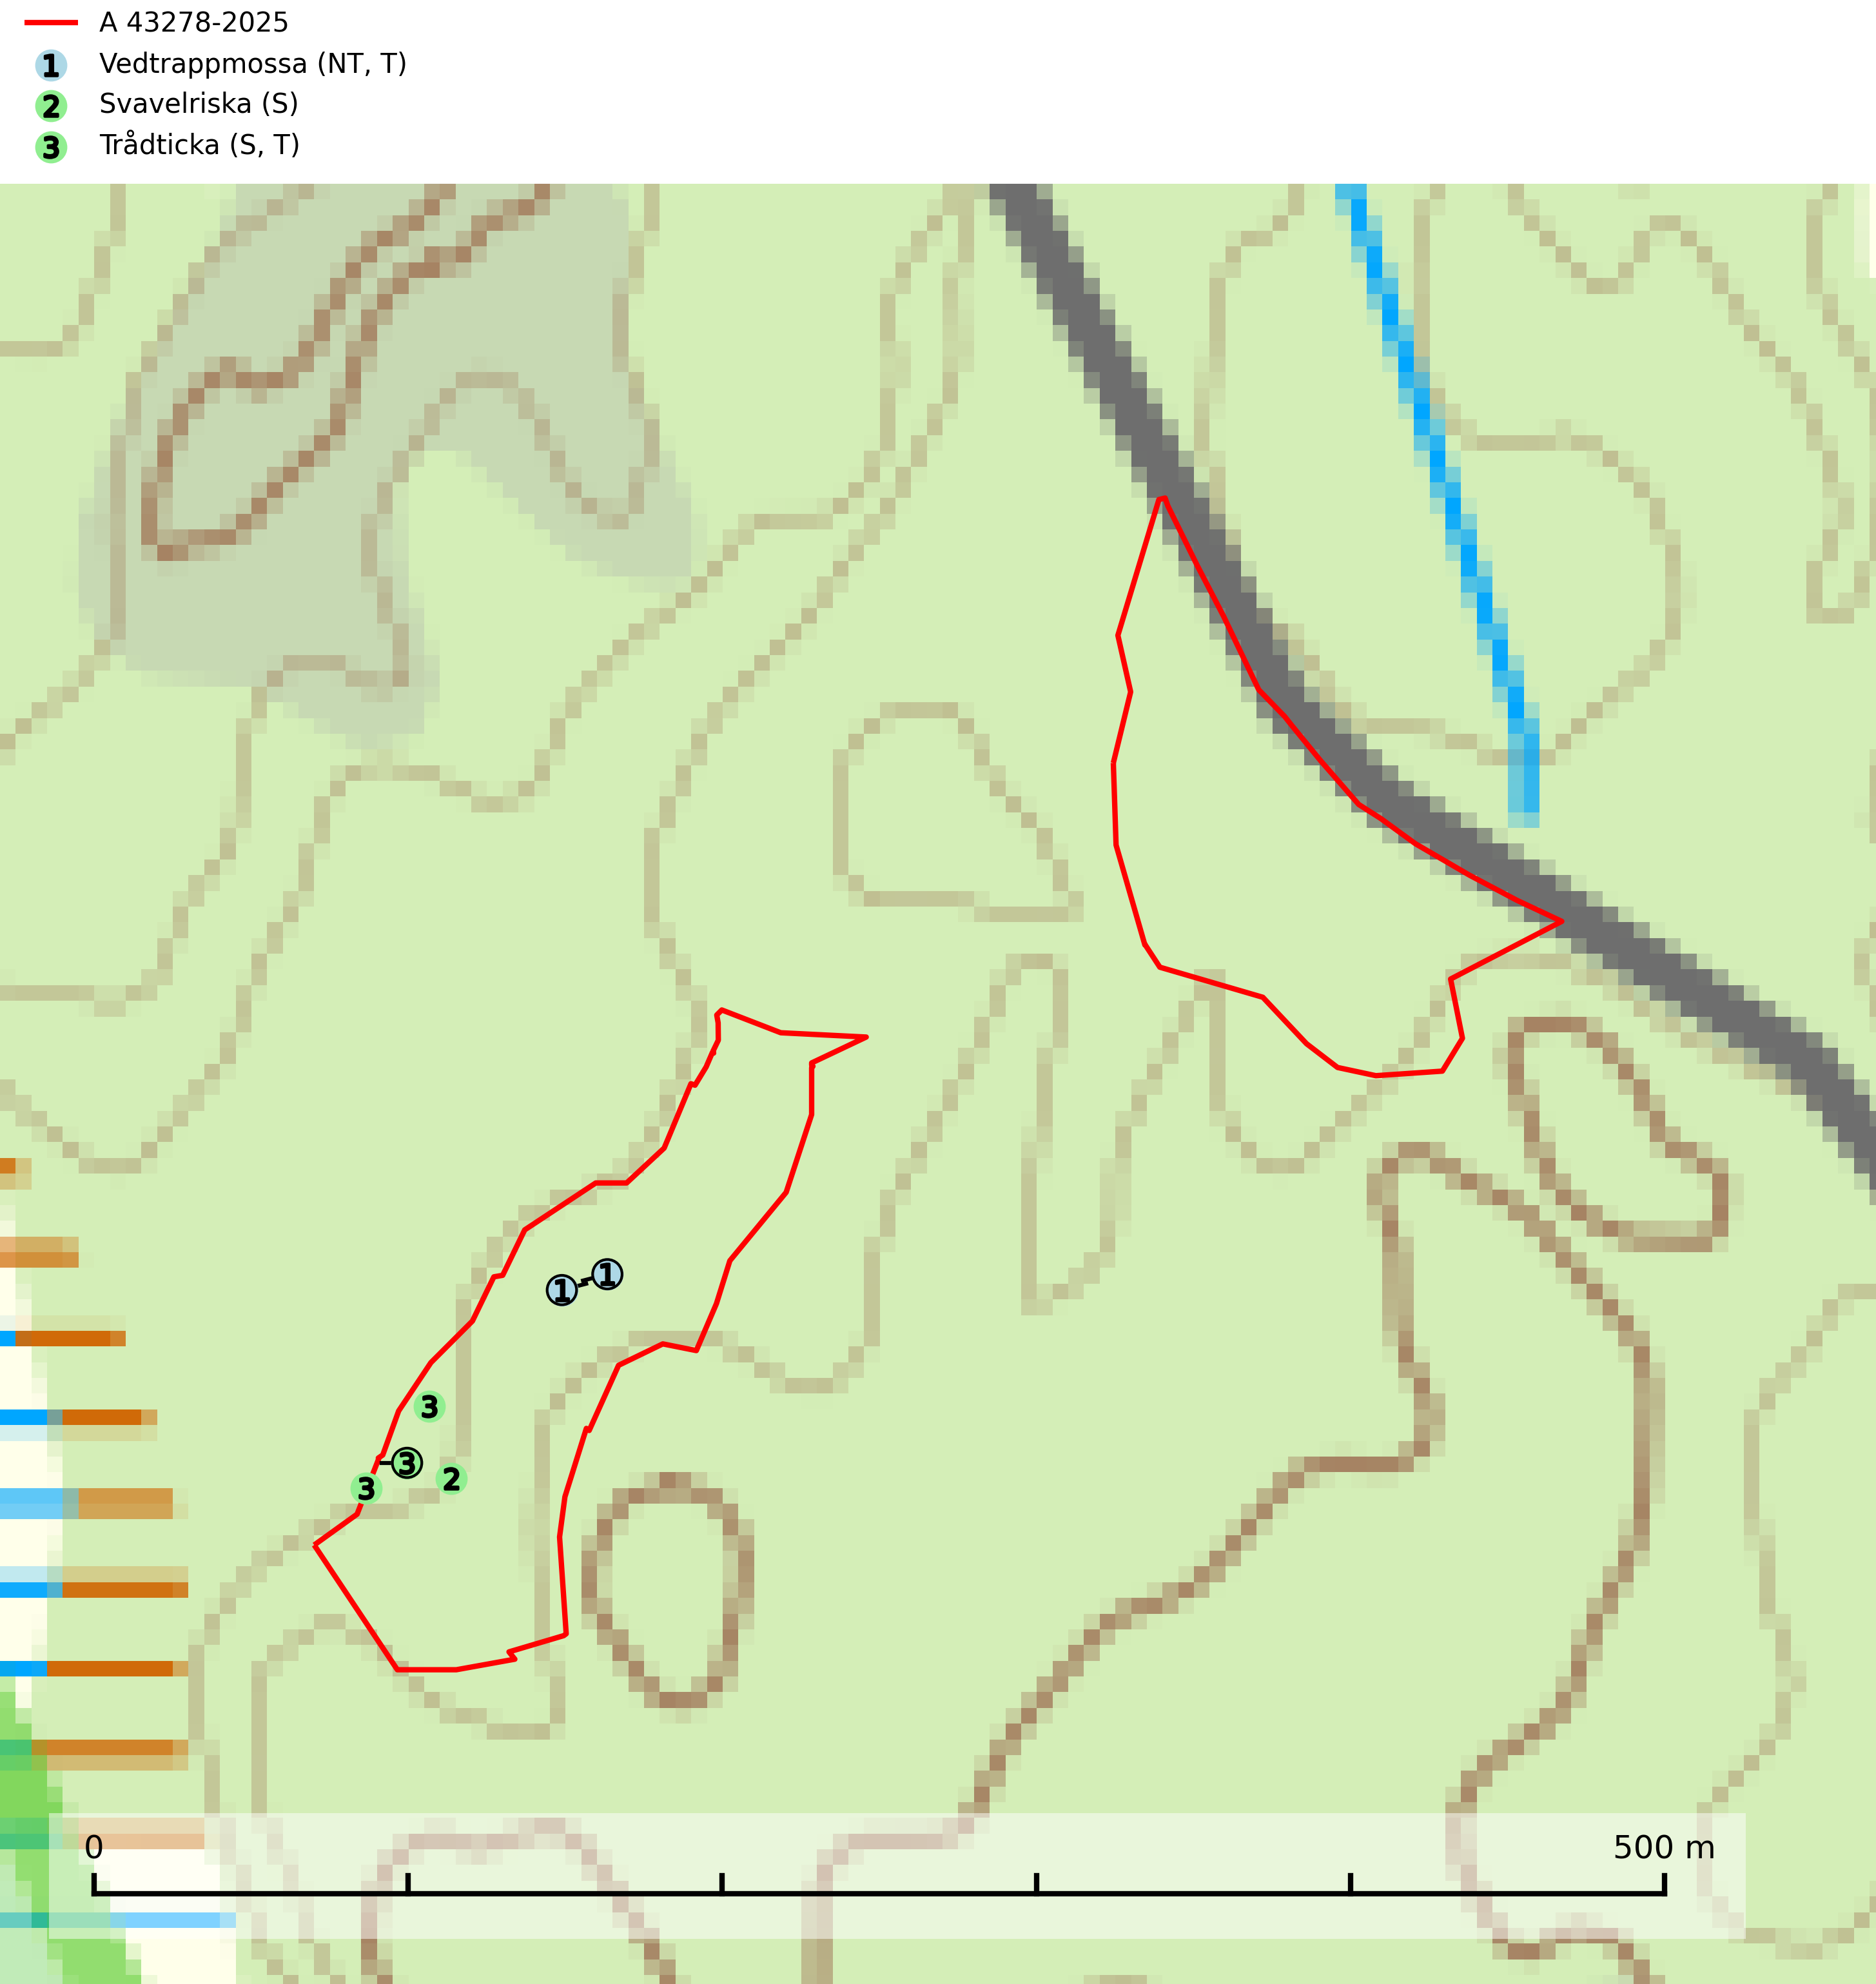 A 43278-2025
1 Vedtrappmossa (NT, T)
2 Svavelriska (S)
3 Trådticka (S, T)
1 1
3
3
3 2
0 500 m